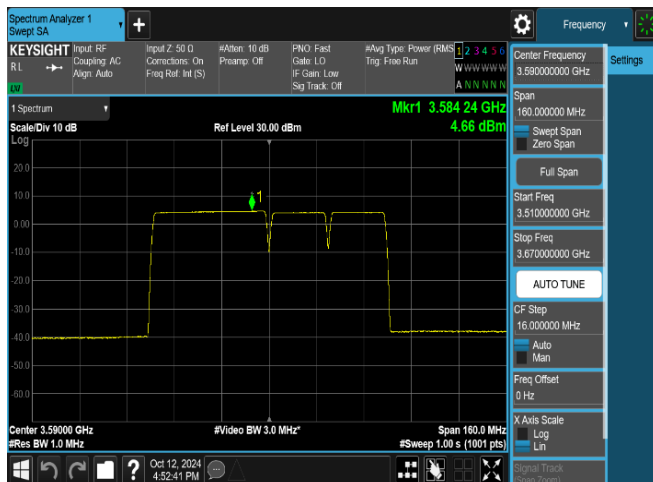 Spectrum Analyzer 1
Swept SA
+
Frequency
KEYSIGHT
RL
LXI
Input: RF
Coupling: AC
Align: Auto
Input Z: 50 Ω
Corrections: On
Freq Ref: Int (S)
#Atten: 10 dB
Preamp: Off
PNO: Fast
Gate: LO
IF Gain: Low
Sig Track: Off
#Avg Type: Power (RMS
Trig: Free Run
1 2 3 4 5 6
W W W W W W
A N N N N N
1 Spectrum
Scale/Div 10 dB
Log
Ref Level 30.00 dBm
Mkr1 3.584 24 GHz
4.66 dBm
20.0
10.0
0.00
-10.0
-20.0
-30.0
-40.0
-50.0
-60.0
1
Center 3.59000 GHz
#Res BW 1.0 MHz
#Video BW 3.0 MHz*
Span 160.0 MHz
#Sweep 1.00 s (1001 pts)
?
Oct 12, 2024
4:52:41 PM
Center Frequency
3.590000000 GHz
Settings
Span
160.000000 MHz
Swept Span
Zero Span
Full Span
Start Freq
3.510000000 GHz
Stop Freq
3.670000000 GHz
AUTO TUNE
CF Step
16.000000 MHz
Auto
Man
Freq Offset
0 Hz
X Axis Scale
Log
Lin
Signal Track
(Span Zoom)